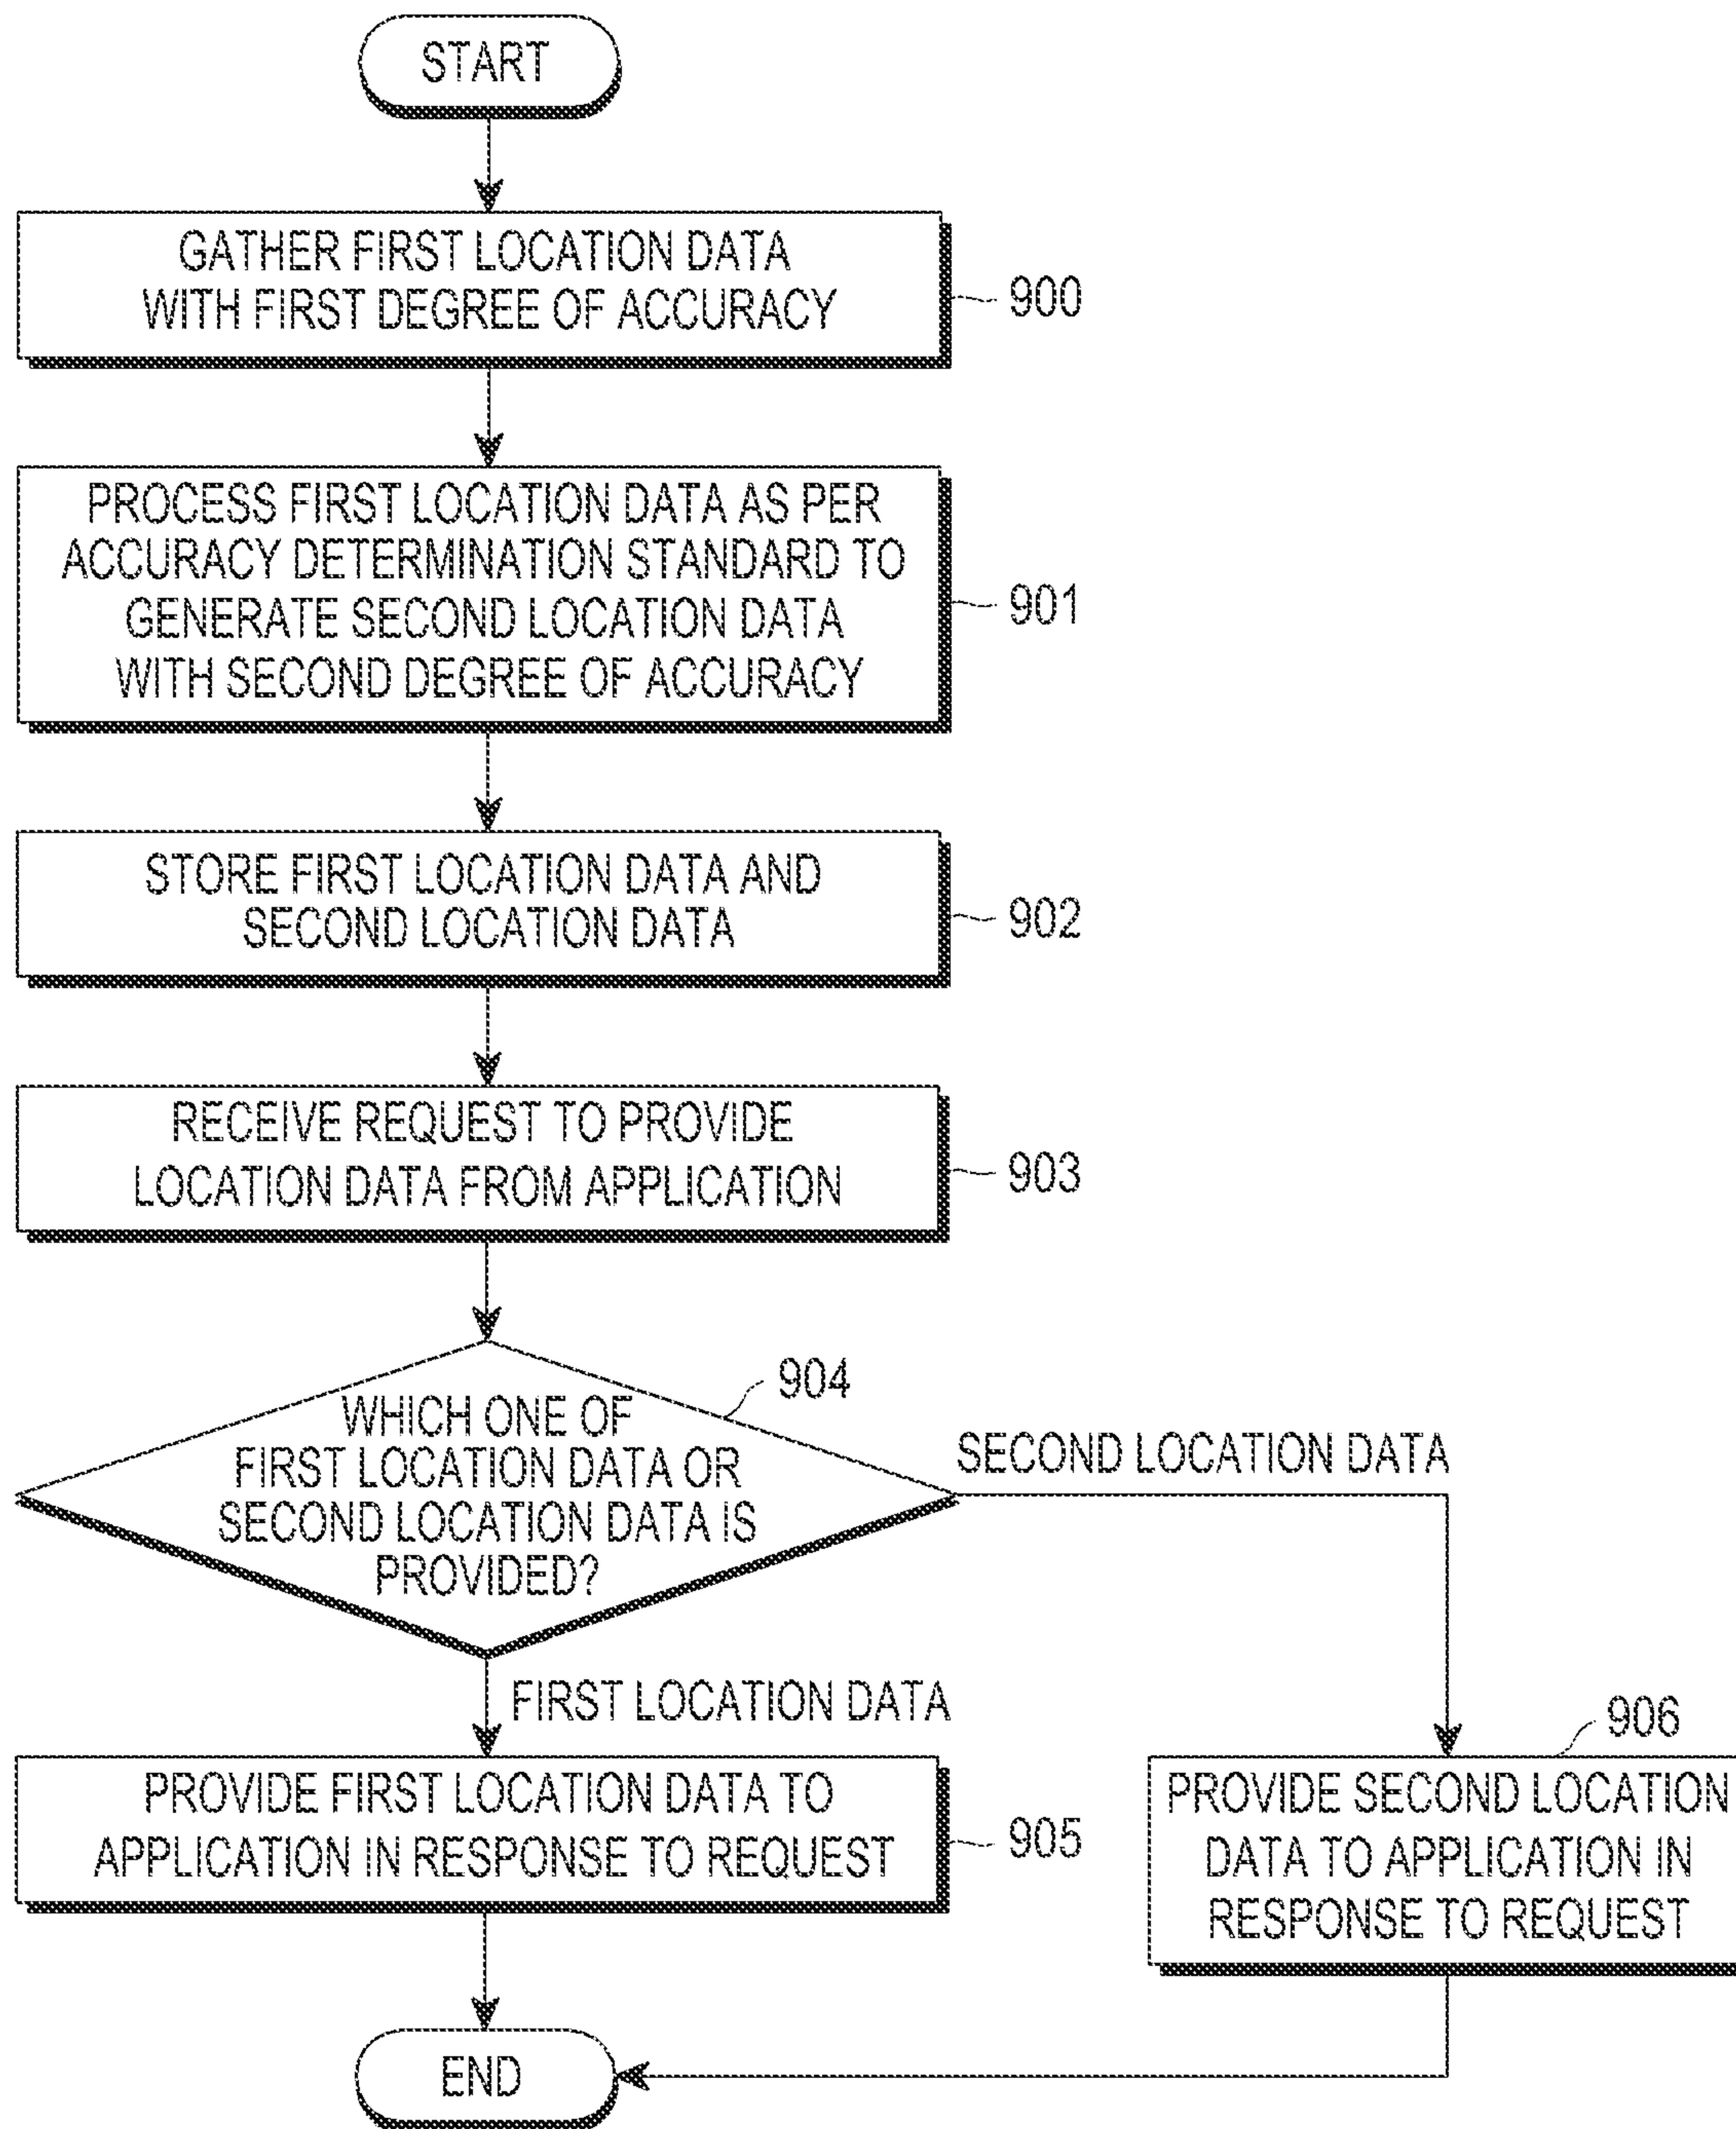 START
GATHER FIRST LOCATION DATA
WITH FIRST DEGREE OF ACCURACY
900
PROCESS FIRST LOCATION DATA AS PER
ACCURACY DETERMINATION STANDARD TO
GENERATE SECOND LOCATION DATA
WITH SECOND DEGREE OF ACCURACY
901
STORE FIRST LOCATION DATA AND
SECOND LOCATION DATA
902
RECEIVE REQUEST TO PROVIDE
LOCATION DATA FROM APPLICATION
903
904
WHICH ONE OF
FIRST LOCATION DATA OR
SECOND LOCATION DATA IS
PROVIDED?
SECOND LOCATION DATA
FIRST LOCATION DATA
PROVIDE FIRST LOCATION DATA TO
APPLICATION IN RESPONSE TO REQUEST
905
906
PROVIDE SECOND LOCATION
DATA TO APPLICATION IN
RESPONSE TO REQUEST
END